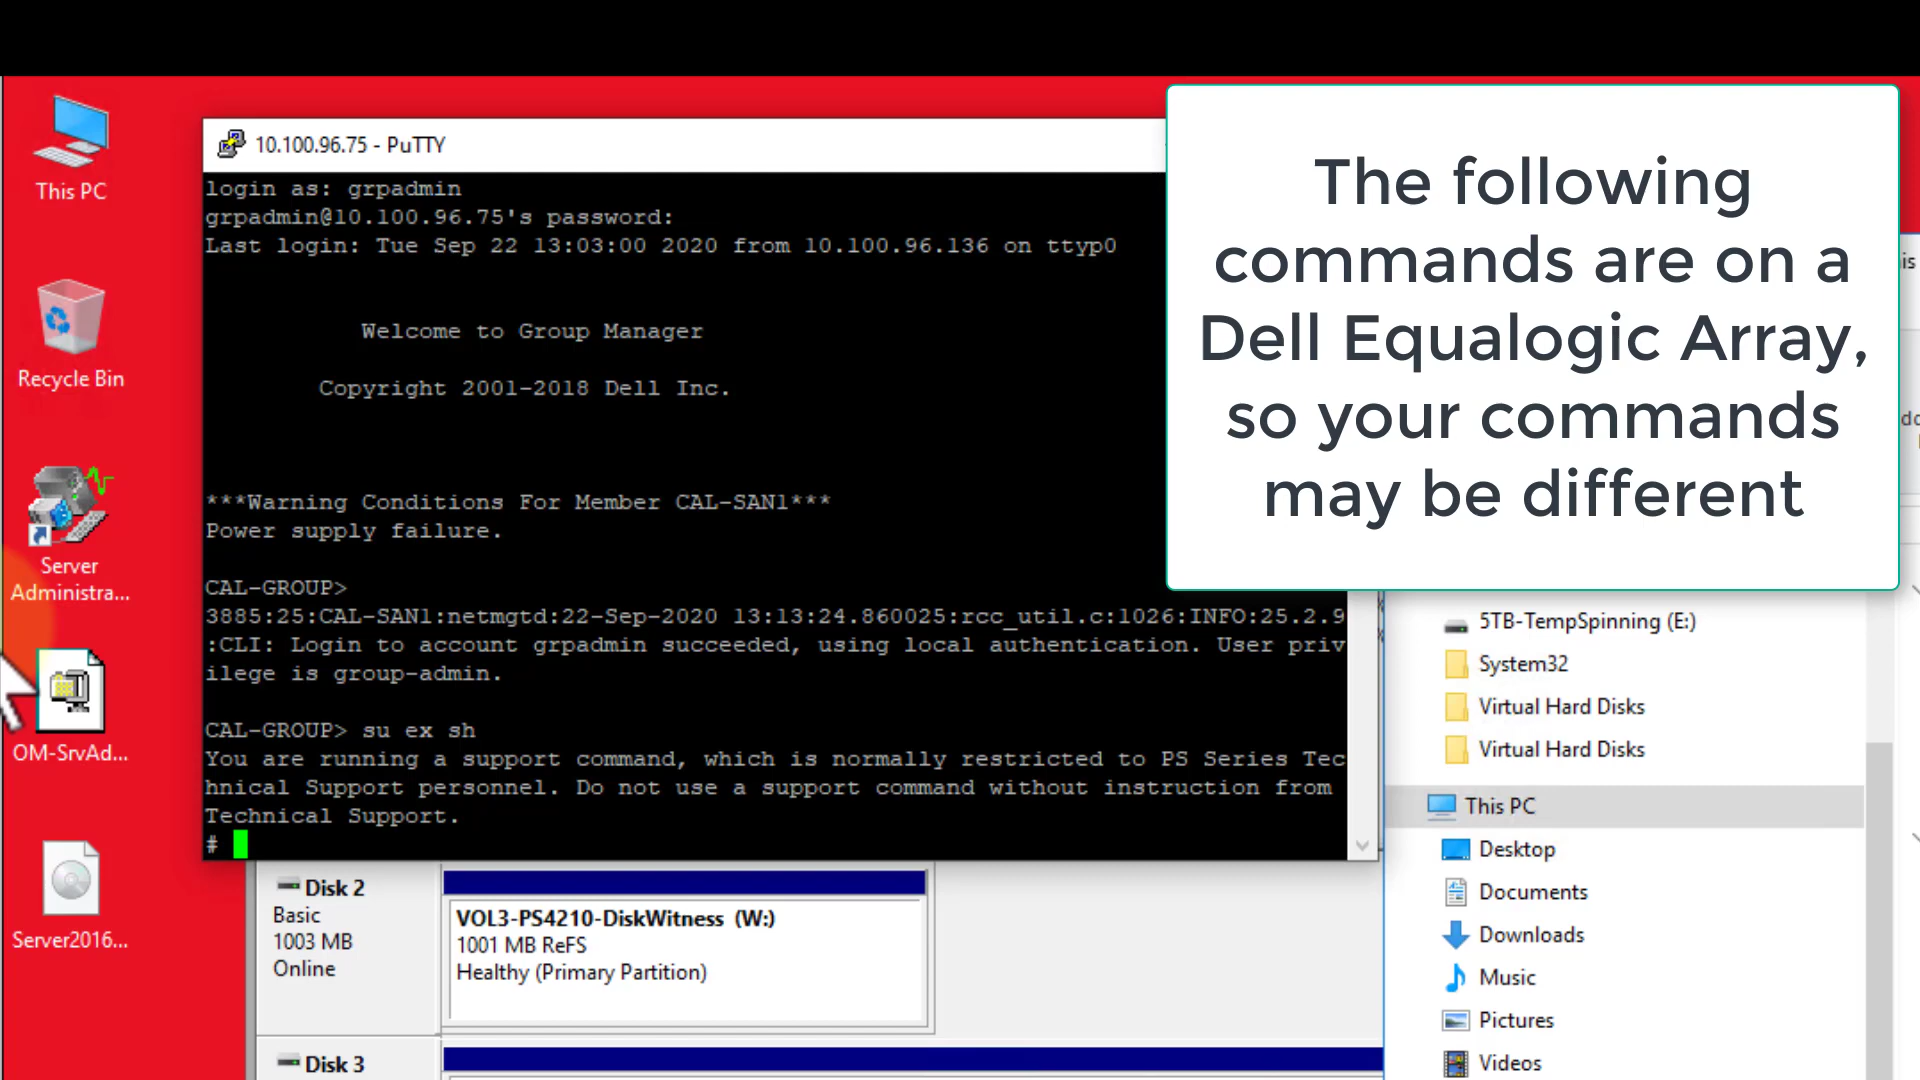 This PC
Recycle Bin
Server
Administra...
OM-SrvAd...
Server2016...
10.100.96.75 - PuTTY
login as: grpadmin
grpadmin@10.100.96.75's password:
Last login: Tue Sep 22 13:03:00 2020 from 10.100.96.136 on ttyp0
Welcome to Group Manager
Copyright 2001-2018 Dell Inc.
***Warning Conditions For Member CAL-SAN1***
Power supply failure.
CAL-GROUP>
3885:25:CAL-SAN1:netmgtd:22-Sep-2020 13:13:24.860025:rcc_util.c:1026:INFO:25.2.9
:CLI: Login to account grpadmin succeeded, using local authentication. User priv
ilege is group-admin.
CAL-GROUP> su ex sh
You are running a support command, which is normally restricted to PS Series Tec
hnical Support personnel. Do not use a support command without instruction from
Technical Support.
#
The following
commands are on a
Dell Equalogic Array,
so your commands
may be different
Disk 2
Basic
1003 MB
Online
VOL3-PS4210-DiskWitness (W:)
1001 MB ReFS
Healthy (Primary Partition)
Disk 3
5TB-TempSpinning (E:)
System32
Virtual Hard Disks
Virtual Hard Disks
This PC
Desktop
Documents
Downloads
Music
Pictures
Videos